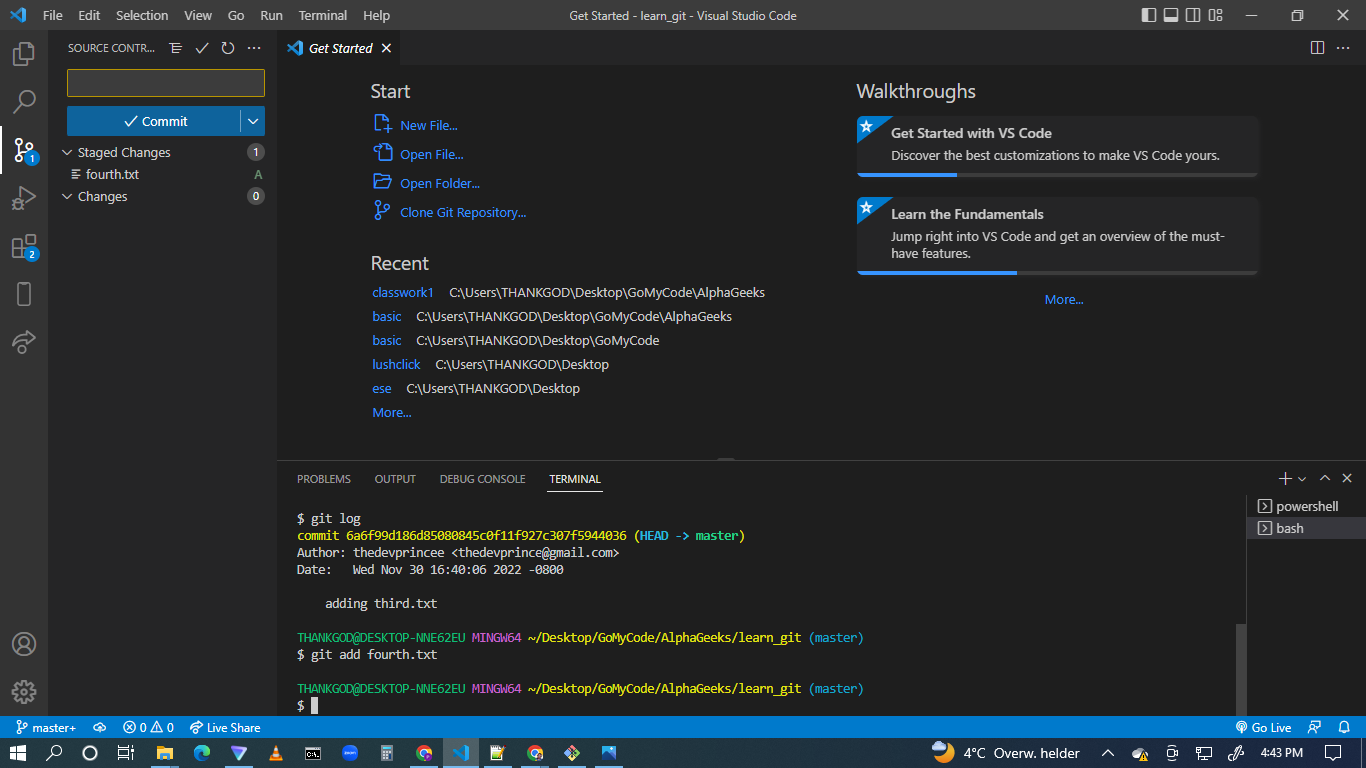 File Edit Selection View Go Run Terminal Help
Get Started - learn_git - Visual Studio Code
SOURCE CONTR...
Commit
Staged Changes 1
fourth.txt A
Changes 0
1
2
Get Started
Start
New File...
Open File...
Open Folder...
Clone Git Repository...
Recent
classwork1 C:\Users\THANKGOD\Desktop\GoMyCode\AlphaGeeks
basic C:\Users\THANKGOD\Desktop\GoMyCode\AlphaGeeks
basic C:\Users\THANKGOD\Desktop\GoMyCode
lushclick C:\Users\THANKGOD\Desktop
ese C:\Users\THANKGOD\Desktop
More...
Walkthroughs
Get Started with VS Code
Discover the best customizations to make VS Code yours.
Learn the Fundamentals
Jump right into VS Code and get an overview of the must-
have features.
More...
PROBLEMS OUTPUT DEBUG CONSOLE TERMINAL
$ git log
commit 6a6f99d186d85080845c0f11f927c307f5944036 (HEAD -> master)
Author: thedevprincee <thedevprince@gmail.com>
Date: Wed Nov 30 16:40:06 2022 -0800
adding third.txt
THANKGOD@DESKTOP-NNE62EU MINGW64 ~/Desktop/GoMyCode/AlphaGeeks/learn_git (master)
$ git add fourth.txt
THANKGOD@DESKTOP-NNE62EU MINGW64 ~/Desktop/GoMyCode/AlphaGeeks/learn_git (master)
$
powershell
bash
master+ 0 0 Live Share
Go Live
4°C Overw. helder
4:43 PM